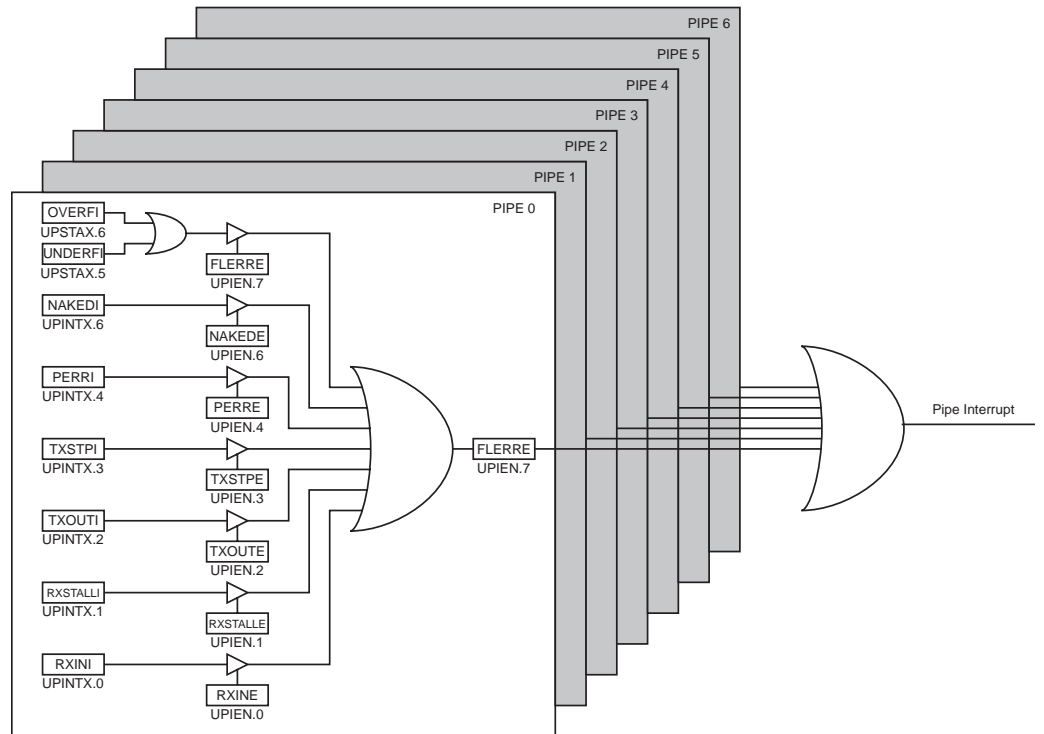 PIPE 6
PIPE 5
PIPE 4
PIPE 3
PIPE 2
PIPE 1
PIPE 0
OVERFI
UPSTAX.6
UNDERFI
UPSTAX.5
FLERRE
UPIEN.7
NAKEDI
UPINTX.6
NAKEDE
UPIEN.6
PERRI
UPINTX.4
PERRE
UPIEN.4
TXSTPI
UPINTX.3
TXSTPE
UPIEN.3
TXOUTI
UPINTX.2
TXOUTE
UPIEN.2
RXSTALLI
UPINTX.1
RXSTALLE
UPIEN.1
RXINI
UPINTX.0
RXINE
UPIEN.0
FLERRE
UPIEN.7
Pipe Interrupt